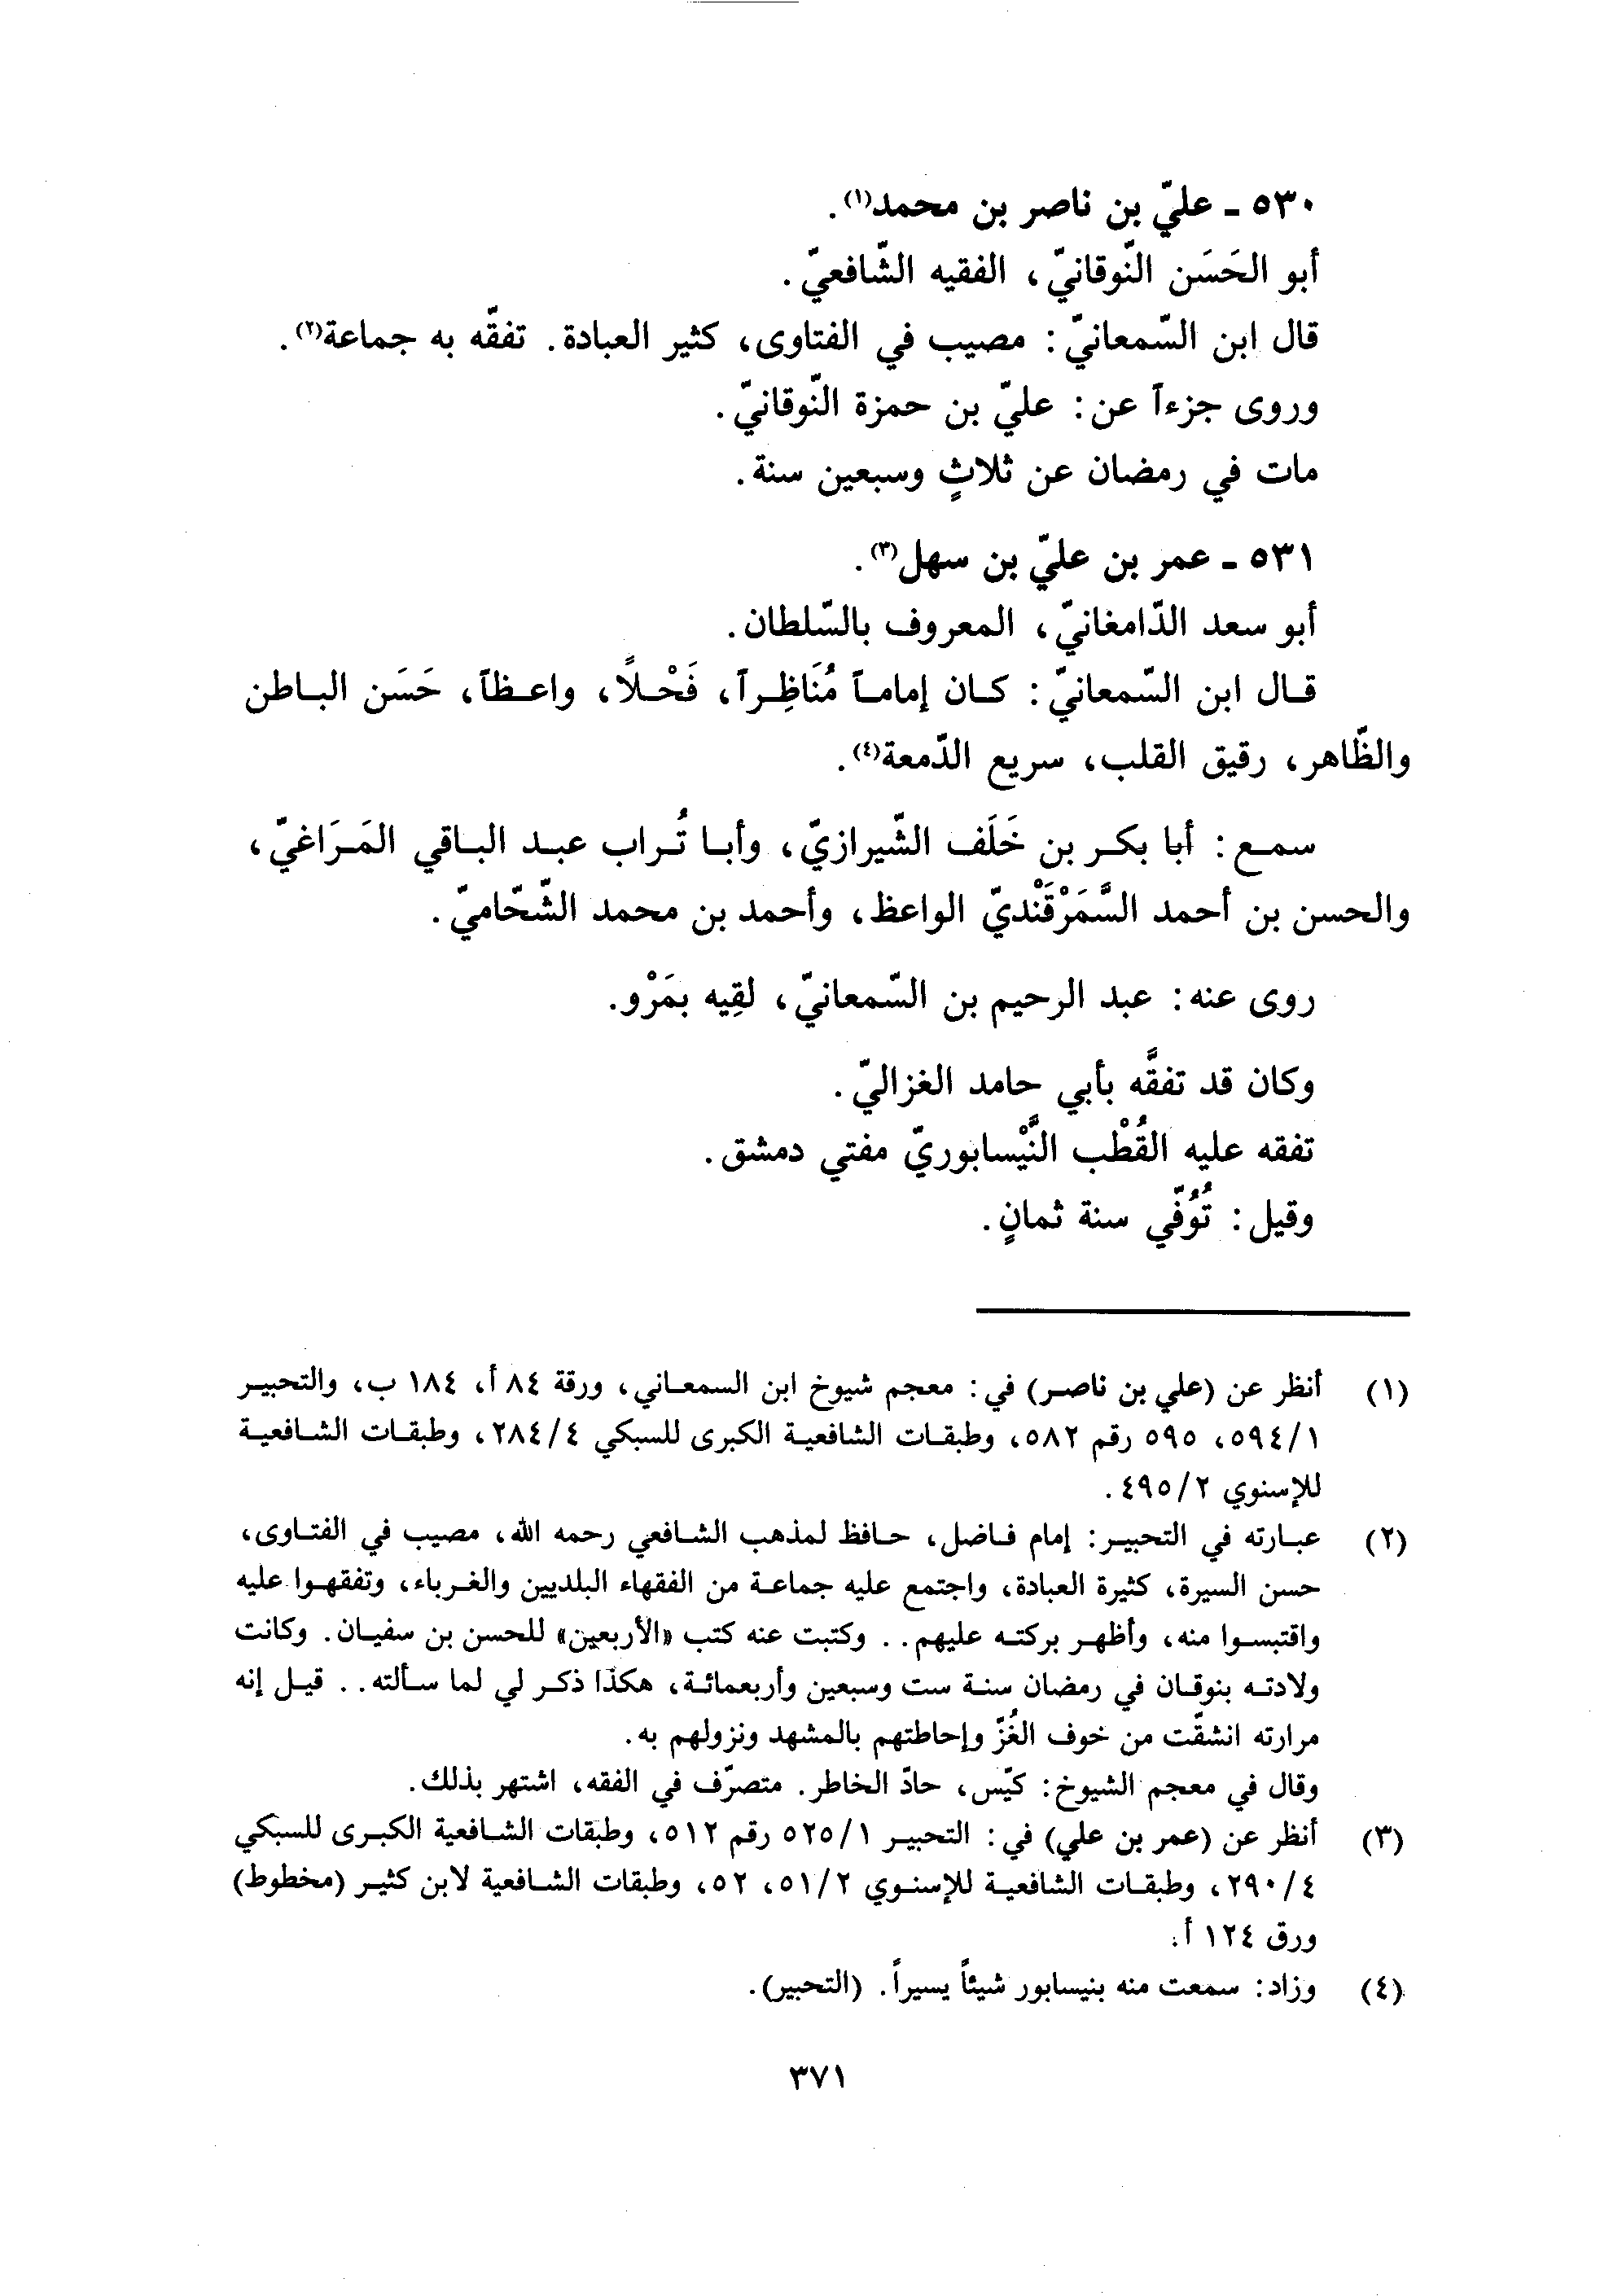 ٥٣٠ ـ عليّ بن ناصر بن محمد(١).
أبو الحَسَن النّوقانيّ، الفقيه الشّافعيّ.
قال ابن السّمعانيّ: مصيب في الفتاوى، كثير العبادة. تفقّه به جماعة(٢).
وروى جزءاً عن: عليّ بن حمزة النّوقانيّ.
مات في رمضان عن ثلاثٍ وسبعين سنة.
٥٣١ ـ عمر بن عليّ بن سهل(٣).
أبو سعد الدّامغانيّ، المعروف بالسّلطان.
قال ابن السّمعانيّ: كان إماماً مُنَاظِراً، فَحْلاً، واعظاً، حَسَن الباطن
والظّاهر، رقيق القلب، سريع الدّمعة(٤).
سمع: أبا بكر بن خَلَف الشّيرازيّ، وأبا تُراب عبد الباقي المَرَاغيّ،
والحسن بن أحمد السَّمَرْقَنْديّ الواعظ، وأحمد بن محمد الشّحّاميّ.
روى عنه: عبد الرحيم بن السّمعانيّ، لقِيه بمَرْو.
وكان قد تفقَّه بأبي حامد الغزاليّ.
تفقه عليه القُطْب النَّيْسابوريّ مفتي دمشق.
وقيل: تُوُفّي سنة ثمانٍ.
(١) أنظر عن (علي بن ناصر) في: معجم شيوخ ابن السمعاني، ورقة ٨٤ أ، ١٨٤ ب، والتحبير
٥٩٤/١، ٥٩٥ رقم ٥٨٢، وطبقات الشافعية الكبرى للسبكي ٢٨٤/٤، وطبقات الشافعية
للإسنوي ٤٩٥/٢.
(٢) عبارته في التحبير: إمام فاضل، حافظ لمذهب الشافعي رحمه الله، مصيب في الفتاوى،
حسن السيرة، كثيرة العبادة، واجتمع عليه جماعة من الفقهاء البلديين والغرباء، وتفقهوا عليه
واقتبسوا منه، وأظهر بركته عليهم.. وكتبت عنه كتب «الأربعين» للحسن بن سفيان. وكانت
ولادته بنوقان في رمضان سنة ست وسبعين وأربعمائة، هكذا ذكر لي لما سألته.. قيل إنه
مرارته انشقّت من خوف الغُزّ وإحاطتهم بالمشهد ونزولهم به.
وقال في معجم الشيوخ: كيّس، حادّ الخاطر. متصرّف في الفقه، اشتهر بذلك.
(٣) أنظر عن (عمر بن علي) في: التحبير ٥٢٥/١ رقم ٥١٢، وطبقات الشافعية الكبرى للسبكي
٢٩٠/٤، وطبقات الشافعية للإسنوي ٥١/٢، ٥٢، وطبقات الشافعية لابن كثير (مخطوط)
ورق ١٢٤ أ.
(٤) وزاد: سمعت منه بنيسابور شيئاً يسيراً. (التحبير).
٣٧١